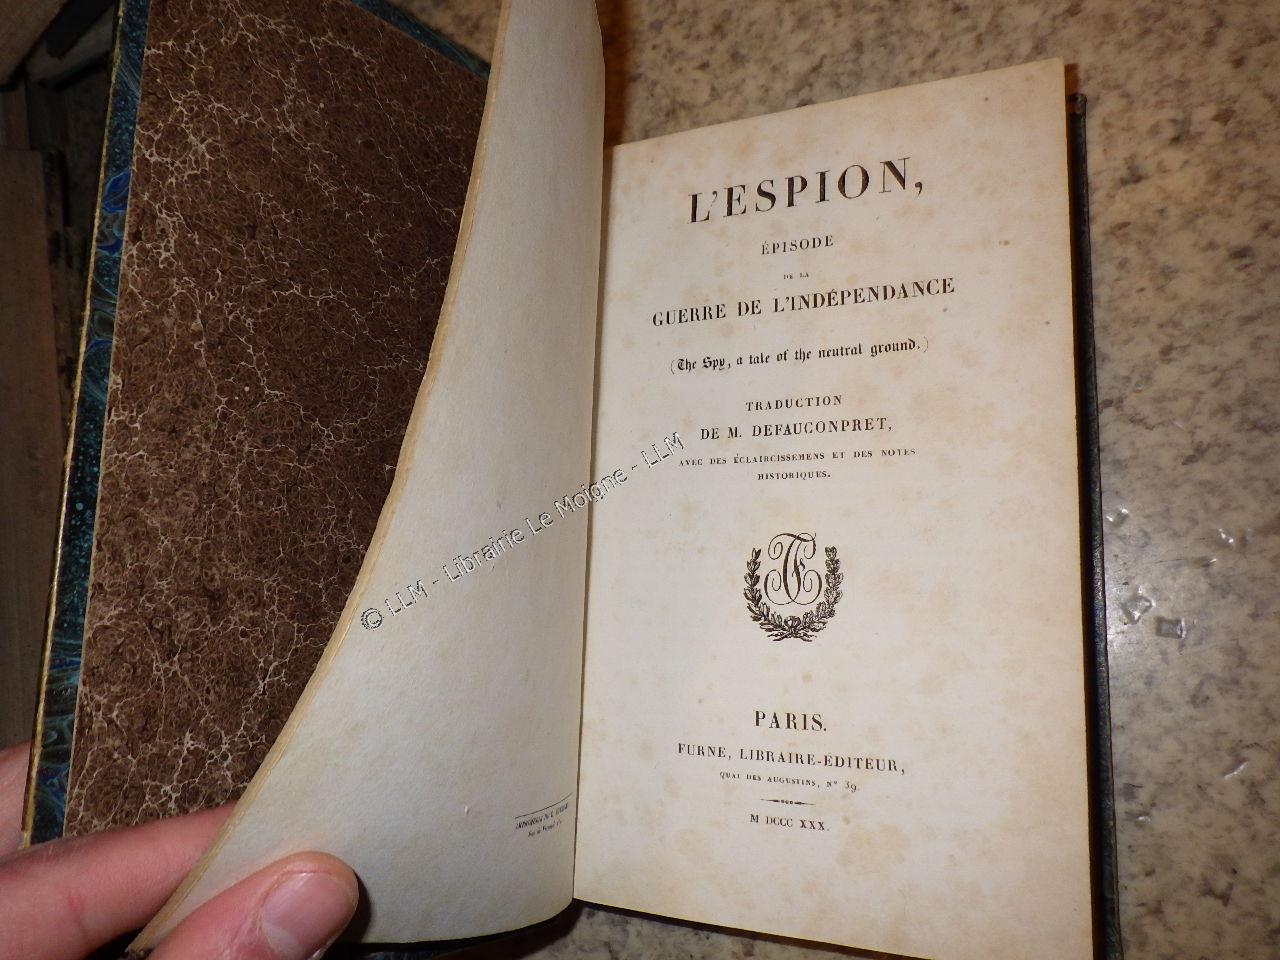 L'ESPION,
ÉPISODE
DE LA
GUERRE DE L'INDÉPENDANCE
(The Spy, a tale of the neutral ground.)
TRADUCTION
DE M. DEFAUCONPRET,
AVEC DES ÉCLAIRCISSEMENS ET DES NOTES
HISTORIQUES.
PARIS.
FURNE, LIBRAIRE-ÉDITEUR,
QUAI DES AUGUSTINS, N° 39.
M DCCC XXX.
IMPRIMERIE DE
© LLM - Librairie Le Moigne - LLM